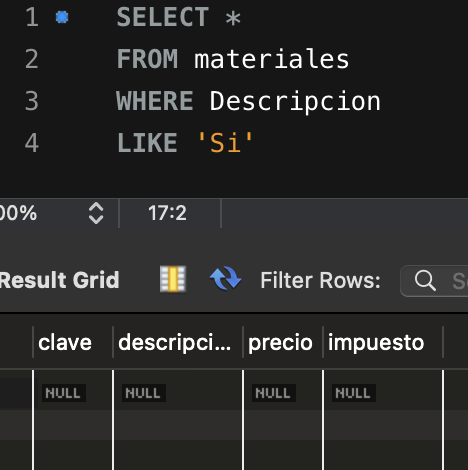 1 SELECT *
2 FROM materiales
3 WHERE Descripcion
4 LIKE 'Si'
00% 17:2
Result Grid Filter Rows:
clave descripci... precio impuesto
NULL NULL NULL NULL